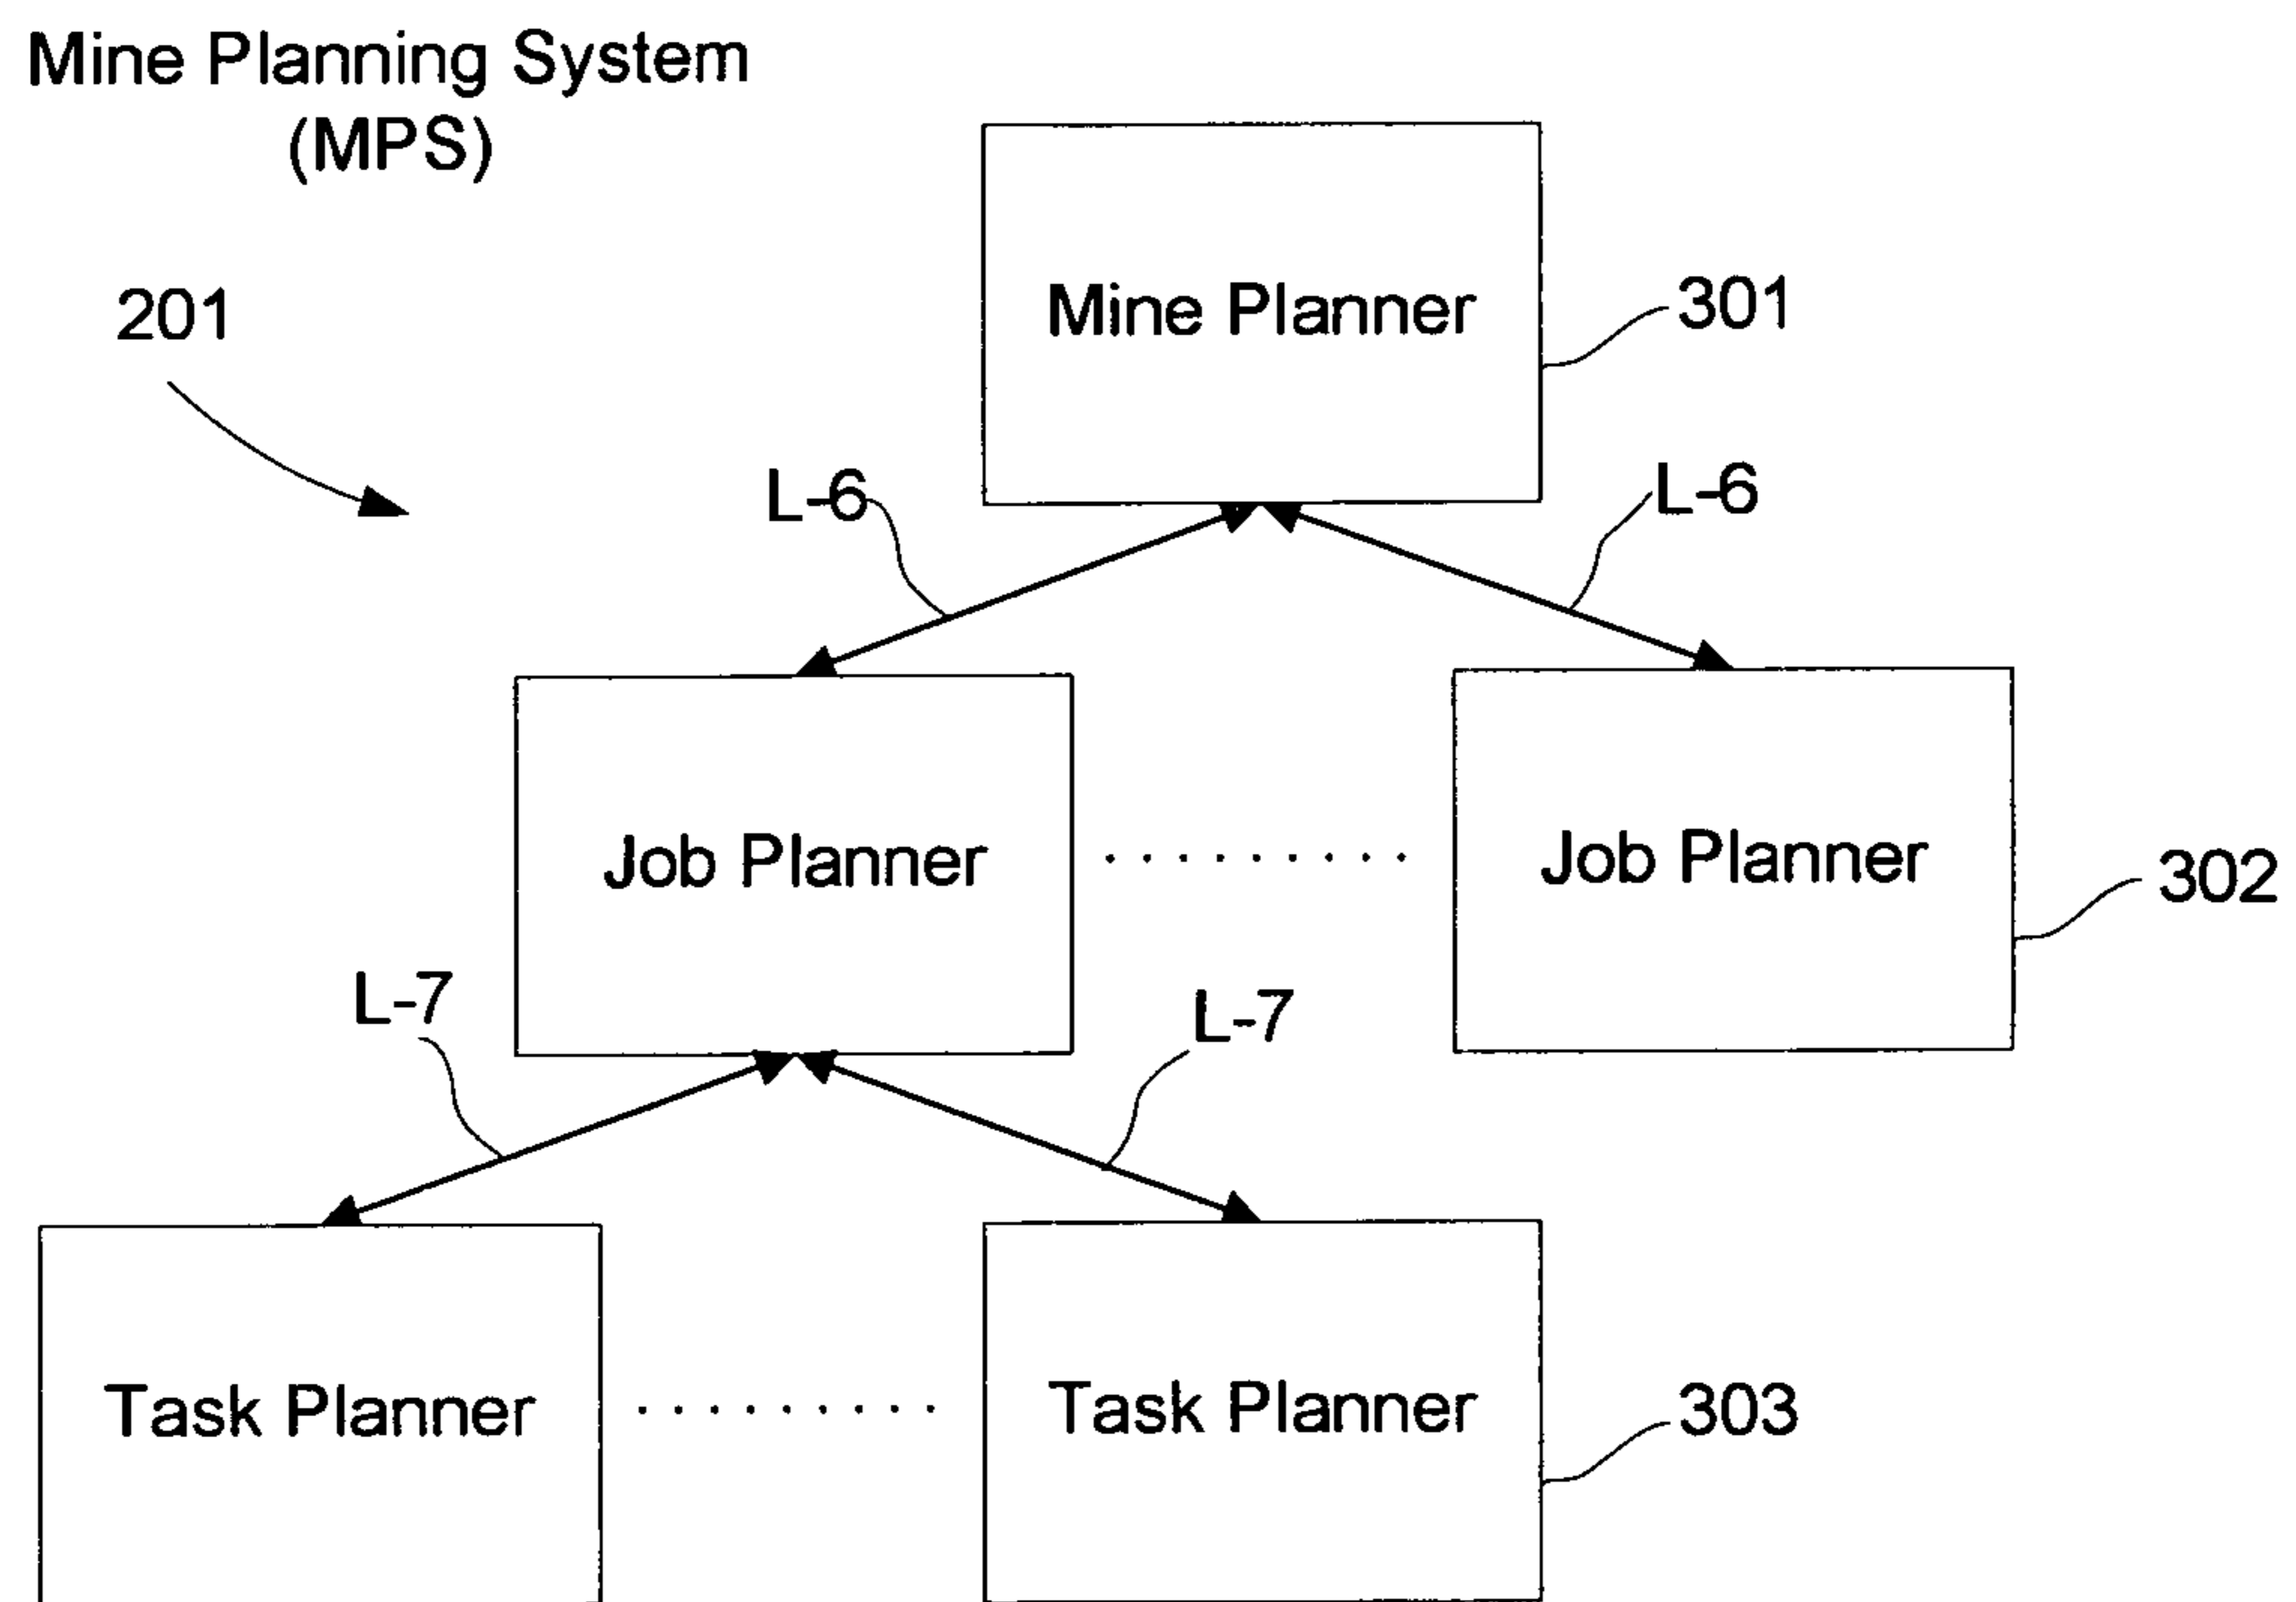 Mine Planning System
(MPS)
201
Mine Planner
301
L-6
L-6
Job Planner
Job Planner
302
L-7
L-7
Task Planner
Task Planner
303